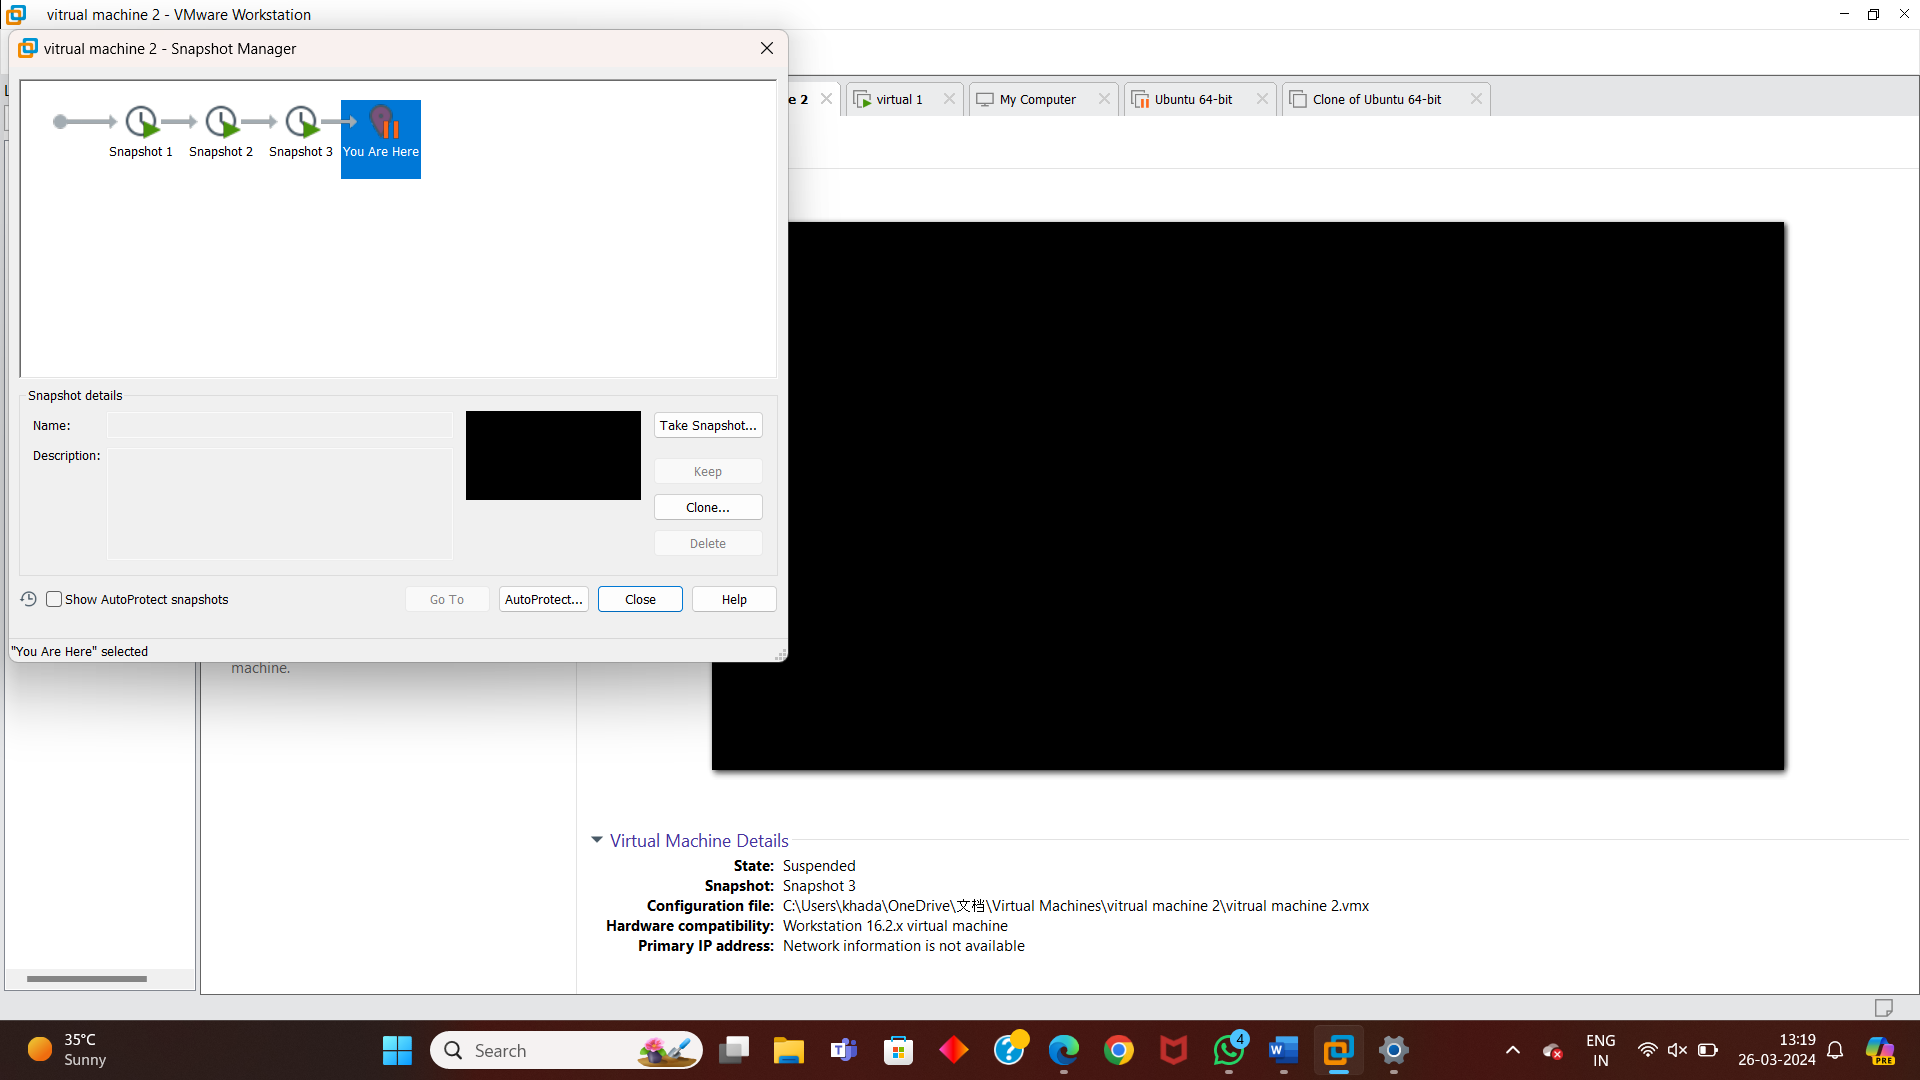 vitrual machine 2 - VMware Workstation
vitrual machine 2 - Snapshot Manager
e 2
virtual 1
My Computer
Ubuntu 64-bit
Clone of Ubuntu 64-bit
Snapshot 1
Snapshot 2
Snapshot 3
You Are Here
Snapshot details
Name:
Take Snapshot...
Description:
Keep
Clone...
Delete
Show AutoProtect snapshots
Go To
AutoProtect...
Close
Help
"You Are Here" selected
machine.
Virtual Machine Details
State: Suspended
Snapshot: Snapshot 3
Configuration file: C:\Users\khada\OneDrive\文档\Virtual Machines\vitrual machine 2\vitrual machine 2.vmx
Hardware compatibility: Workstation 16.2.x virtual machine
Primary IP address: Network information is not available
35°C
Sunny
Search
4
ENG
IN
13:19
26-03-2024
PRE